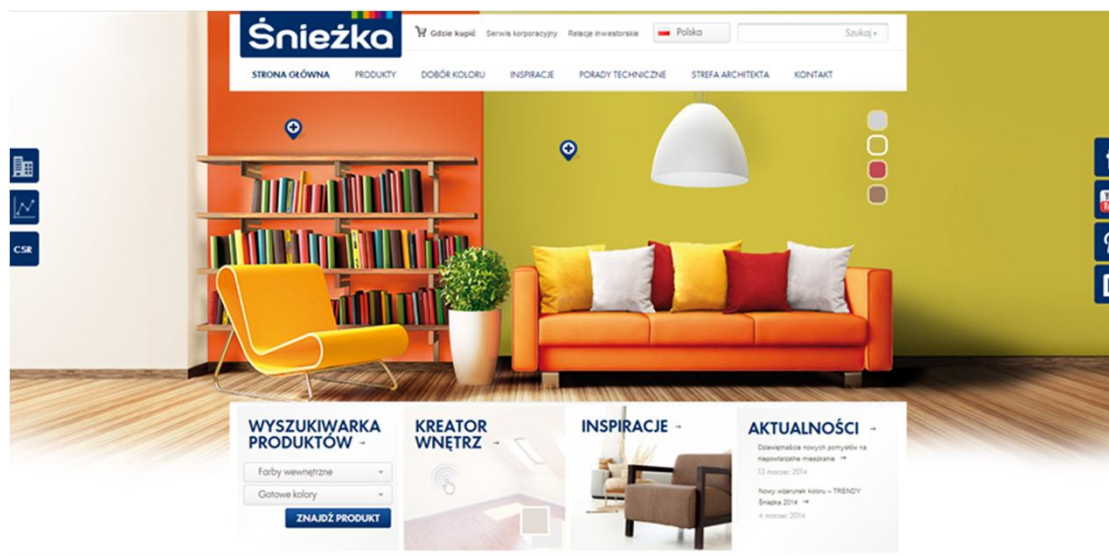 Śnieżka
Gdzie kupić Serwis korporacyjny Relacje inwestorskie Polska Szukaj
STRONA GŁÓWNA PRODUKTY DOBÓR KOLORU INSPIRACJE PORADY TECHNICZNE STREFA ARCHITEKTA KONTAKT
CSR
WYSZUKIWARKA
PRODUKTÓW →
Farby wewnętrzne
Gotowe kolory
ZNAJDŹ PRODUKT
KREATOR
WNĘTRZ →
INSPIRACJE →
AKTUALNOŚCI →
Dziewiętnaście nowych pomysłów na
niepowtarzalne mieszkania →
13 marzec 2014
Nowy wizerunek koloru – TRENDY
Śnieżka 2014 →
4 marzec 2014